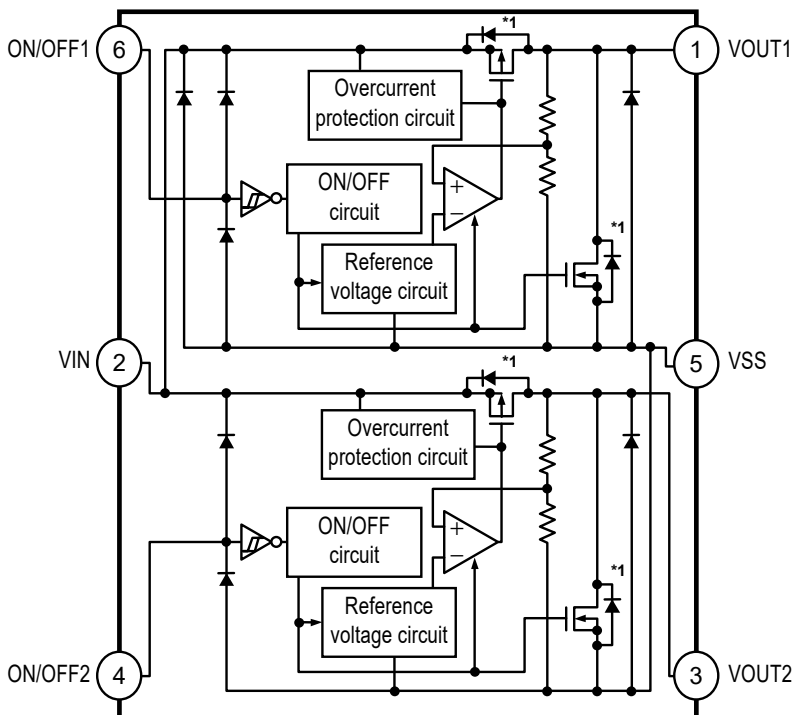 *1
ON/OFF1 6
1 VOUT1
Overcurrent
protection circuit
ON/OFF
circuit
+
−
*1
Reference
voltage circuit
VIN 2
5 VSS
*1
Overcurrent
protection circuit
ON/OFF
circuit
+
−
*1
Reference
voltage circuit
ON/OFF2 4
3 VOUT2